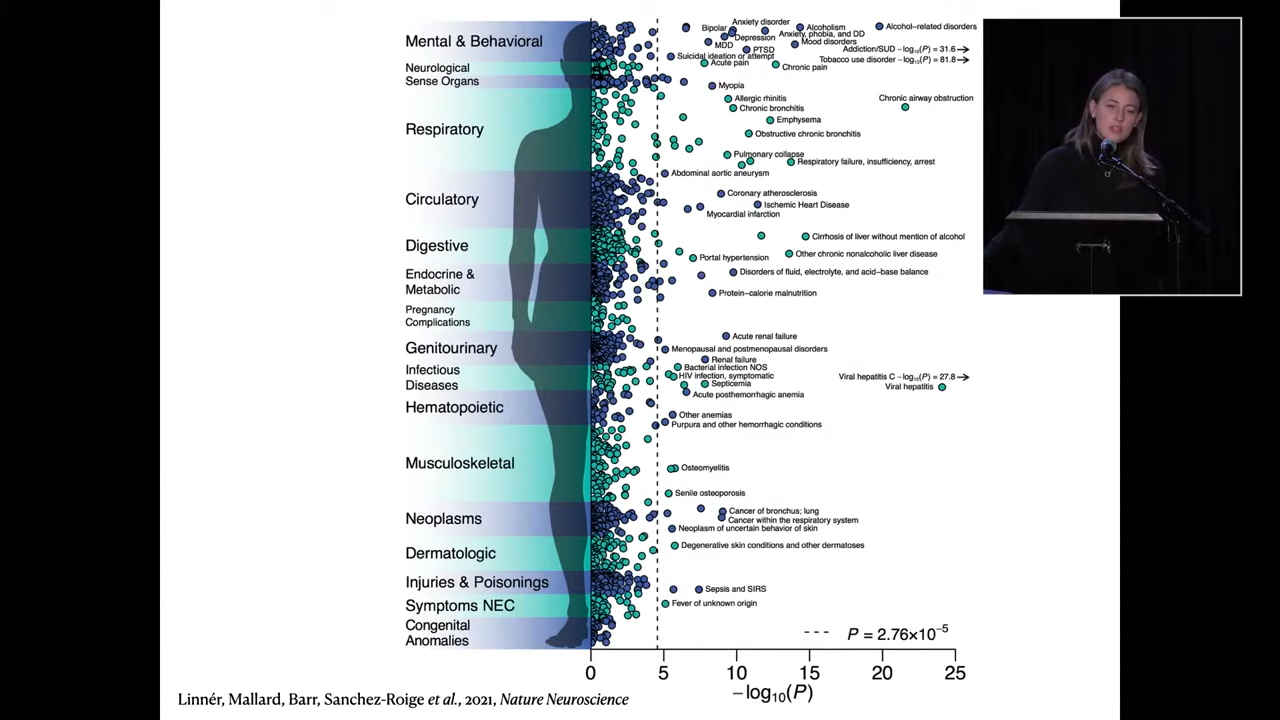 Mental & Behavioral
Neurological
Sense Organs
Respiratory
Circulatory
Digestive
Endocrine &
Metabolic
Pregnancy
Complications
Genitourinary
Infectious
Diseases
Hematopoietic
Musculoskeletal
Neoplasms
Dermatologic
Injuries & Poisonings
Symptoms NEC
Congenital
Anomalies
Anxiety disorder
Bipolar
Alcoholism
Alcohol-related disorders
Depression
Anxiety, phobia, and DD
MDD
Mood disorders
PTSD
Addiction/SUD −log10(P) = 31.6
Suicidal ideation or attempt
Tobacco use disorder −log10(P) = 81.8
Acute pain
Chronic pain
Myopia
Allergic rhinitis
Chronic airway obstruction
Chronic bronchitis
Emphysema
Obstructive chronic bronchitis
Pulmonary collapse
Respiratory failure, insufficiency, arrest
Abdominal aortic aneurysm
Coronary atherosclerosis
Ischemic Heart Disease
Myocardial infarction
Cirrhosis of liver without mention of alcohol
Other chronic nonalcoholic liver disease
Portal hypertension
Disorders of fluid, electrolyte, and acid−base balance
Protein−calorie malnutrition
Acute renal failure
Menopausal and postmenopausal disorders
Renal failure
Bacterial infection NOS
HIV infection, symptomatic
Viral hepatitis C −log10(P) = 27.8
Septicemia
Viral hepatitis
Acute posthemorrhagic anemia
Other anemias
Purpura and other hemorrhagic conditions
Osteomyelitis
Senile osteoporosis
Cancer of bronchus; lung
Cancer within the respiratory system
Neoplasm of uncertain behavior of skin
Degenerative skin conditions and other dermatoses
Sepsis and SIRS
Fever of unknown origin
P = 2.76×10−5
0 5 10 15 20 25
−log10(P)
Linnér, Mallard, Barr, Sanchez-Roige et al., 2021, Nature Neuroscience